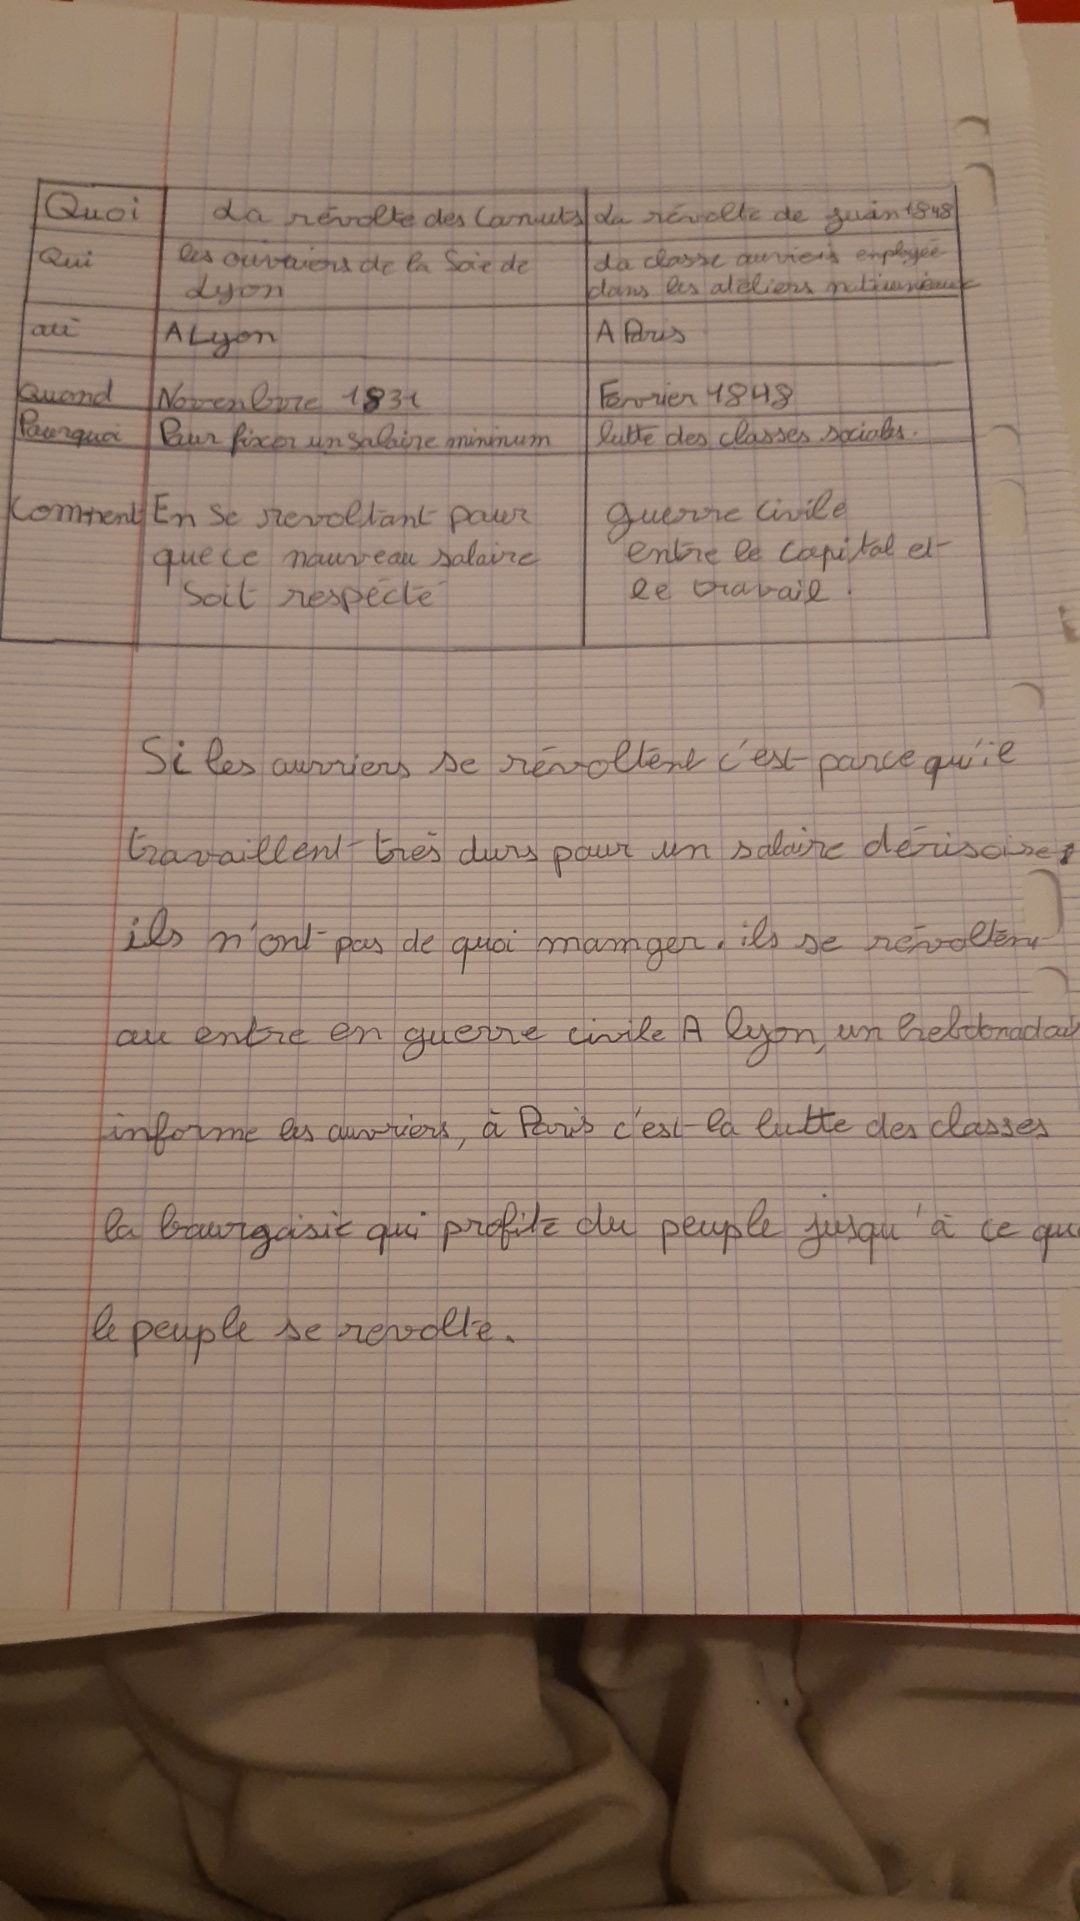 Quoi La révolte des Canuts La révolte de juin 1848
Qui les ouvriers de la Soie de Lyon La classe ouvriers employée dans les ateliers nationaux
où A Lyon A Paris
Quand Novembre 1831 Février 1848
Pourquoi Pour fixer un salaire minimum lutte des classes sociales.
Comment En se revoltant pour que ce nouveau salaire soit respecté guerre civile entre le capital et le travail.
Si les ouvriers se révoltent c'est parce qu'il
travaillent très durs pour un salaire dérisoire,
ils n'ont pas de quoi manger. ils se révoltent
ou entre en guerre civile A lyon, un hebdomadai
informe les ouvriers, à Paris c'est la lutte des classes
la bourgoisie qui profite du peuple jusqu'à ce que
le peuple se revolte.